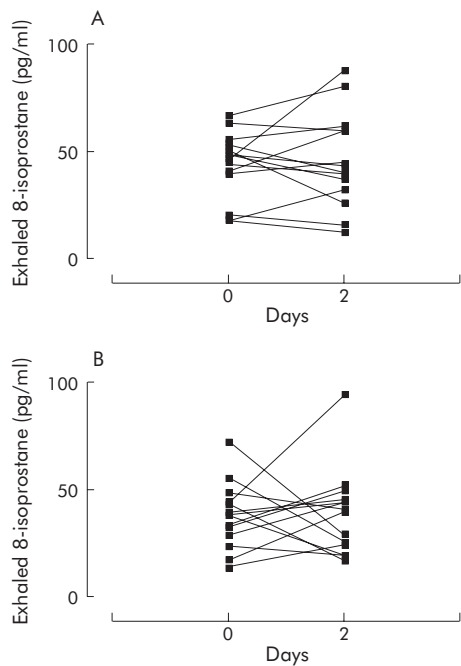 A
Exhaled 8-isoprostane (pg/ml)
100
50
0
0 2
Days
B
Exhaled 8-isoprostane (pg/ml)
100
50
0
0 2
Days